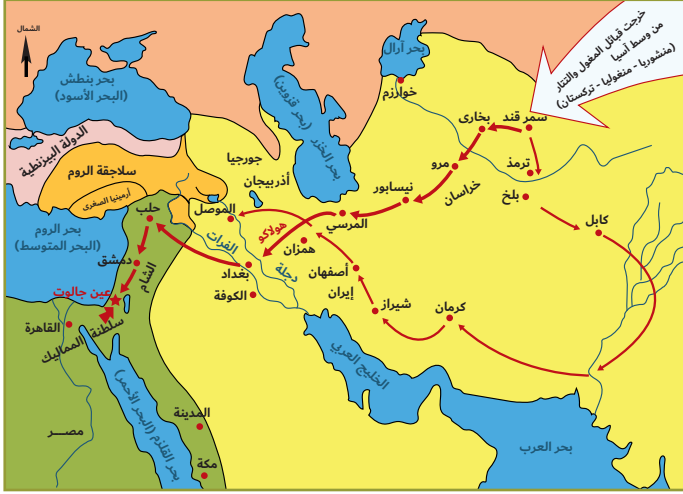 الشمال
خرجت قبائل المغول والتتار
من وسط آسيا
(منشوريا - منغوليا - تركستان)
بحر آرال
خوارزم
بحر بنطش
(البحر الأسود)
بحر الخزر (بحر قزوين)
الدولة البيزنطية
سلاجقة الروم
أرمينيا الصغرى
جورجيا
أذربيجان
سمر قند
بخارى
ترمذ
بلخ
مرو
خراسان
نيسابور
كابل
المرسي
هولاكو
همزان
الموصل
حلب
بحر الروم
(البحر المتوسط)
الفرات
دجلة
دمشق
الشام
بغداد
الكوفة
أصفهان
إيران
شيراز
كرمان
عين جالوت
سلطنة المماليك
القاهرة
مصـــر
الخليج العربي
بحر القلزم (البحر الأحمر)
المدينة
مكة
بحر العرب